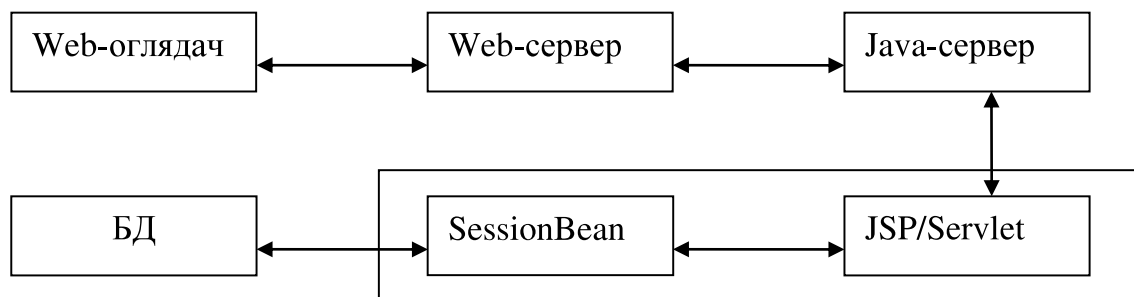 Web-оглядач
Web-сервер
Java-сервер
БД
SessionBean
JSP/Servlet